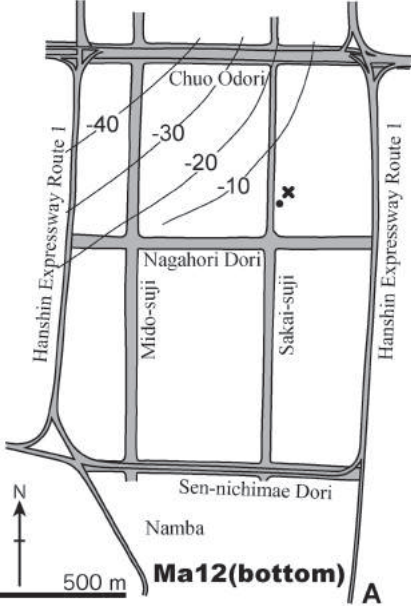 Chuo Odori
-40
-30
-20
-10
Hanshin Expressway Route 1
Hanshin Expressway Route 1
Nagahori Dori
Mido-suji
Sakai-suji
Sen-nichimae Dori
N
Namba
500 m
Ma12(bottom)
A